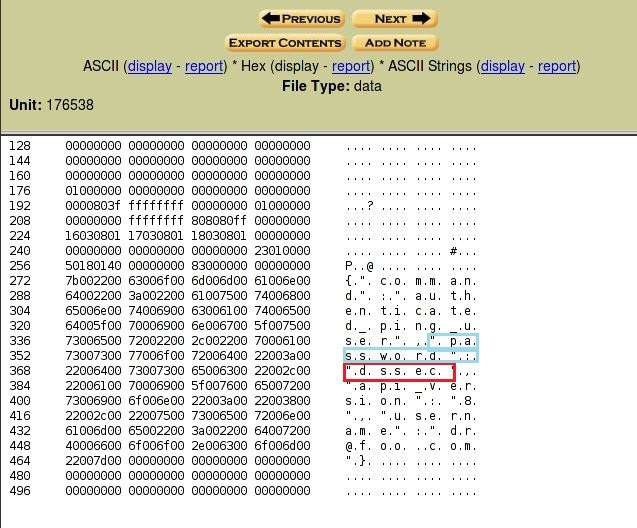 PREVIOUS NEXT
EXPORT CONTENTS ADD NOTE
ASCII (display - report) * Hex (display - report) * ASCII Strings (display - report)
File Type: data
Unit: 176538
128 00000000 00000000 00000000 00000000 .... .... .... ....
144 00000000 00000000 00000000 00000000 .... .... .... ....
160 00000000 00000000 00000000 00000000 .... .... .... ....
176 01000000 00000000 00000000 00000000 .... .... .... ....
192 0000803f ffffffff 00000000 01000000 ...? .... .... ....
208 00000000 ffffffff 808080ff 00000000 .... .... .... ....
224 16030801 17030801 18030801 00000000 .... .... .... ....
240 00000000 00000000 00000000 23010000 .... .... .... #...
256 50180140 00000000 83000000 00000000 P..@ .... .... ....
272 7b002200 63006f00 6d006d00 61006e00 {.". c.o. m.m. a.n.
288 64002200 3a002200 61007500 74006800 d.". :.". a.u. t.h.
304 65006e00 74006900 63006100 74006500 e.n. t.i. c.a. t.e.
320 64005f00 70006900 6e006700 5f007500 d._. p.i. n.g. _.u.
336 73006500 72002200 2c002200 70006100 s.e. r.". ,.". p.a.
352 73007300 77006f00 72006400 22003a00 s.s. w.o. r.d. ".:.
368 22006400 73007300 65006300 22002c00 ".d. s.s. e.c. ".,.
384 22006100 70006900 5f007600 65007200 ".a. p.i. _.v. e.r.
400 73006900 6f006e00 22003a00 22003800 s.i. o.n. ".:. ".8.
416 22002c00 22007500 73006500 72006e00 ".,. ".u. s.e. r.n.
432 61006d00 65002200 3a002200 64007200 a.m. e.". :.". d.r.
448 40006600 6f006f00 2e006300 6f006d00 @.f. o.o. ..c. o.m.
464 22007d00 00000000 00000000 00000000 ".}. .... .... ....
480 00000000 00000000 00000000 00000000 .... .... .... ....
496 00000000 00000000 00000000 00000000 .... .... .... ....